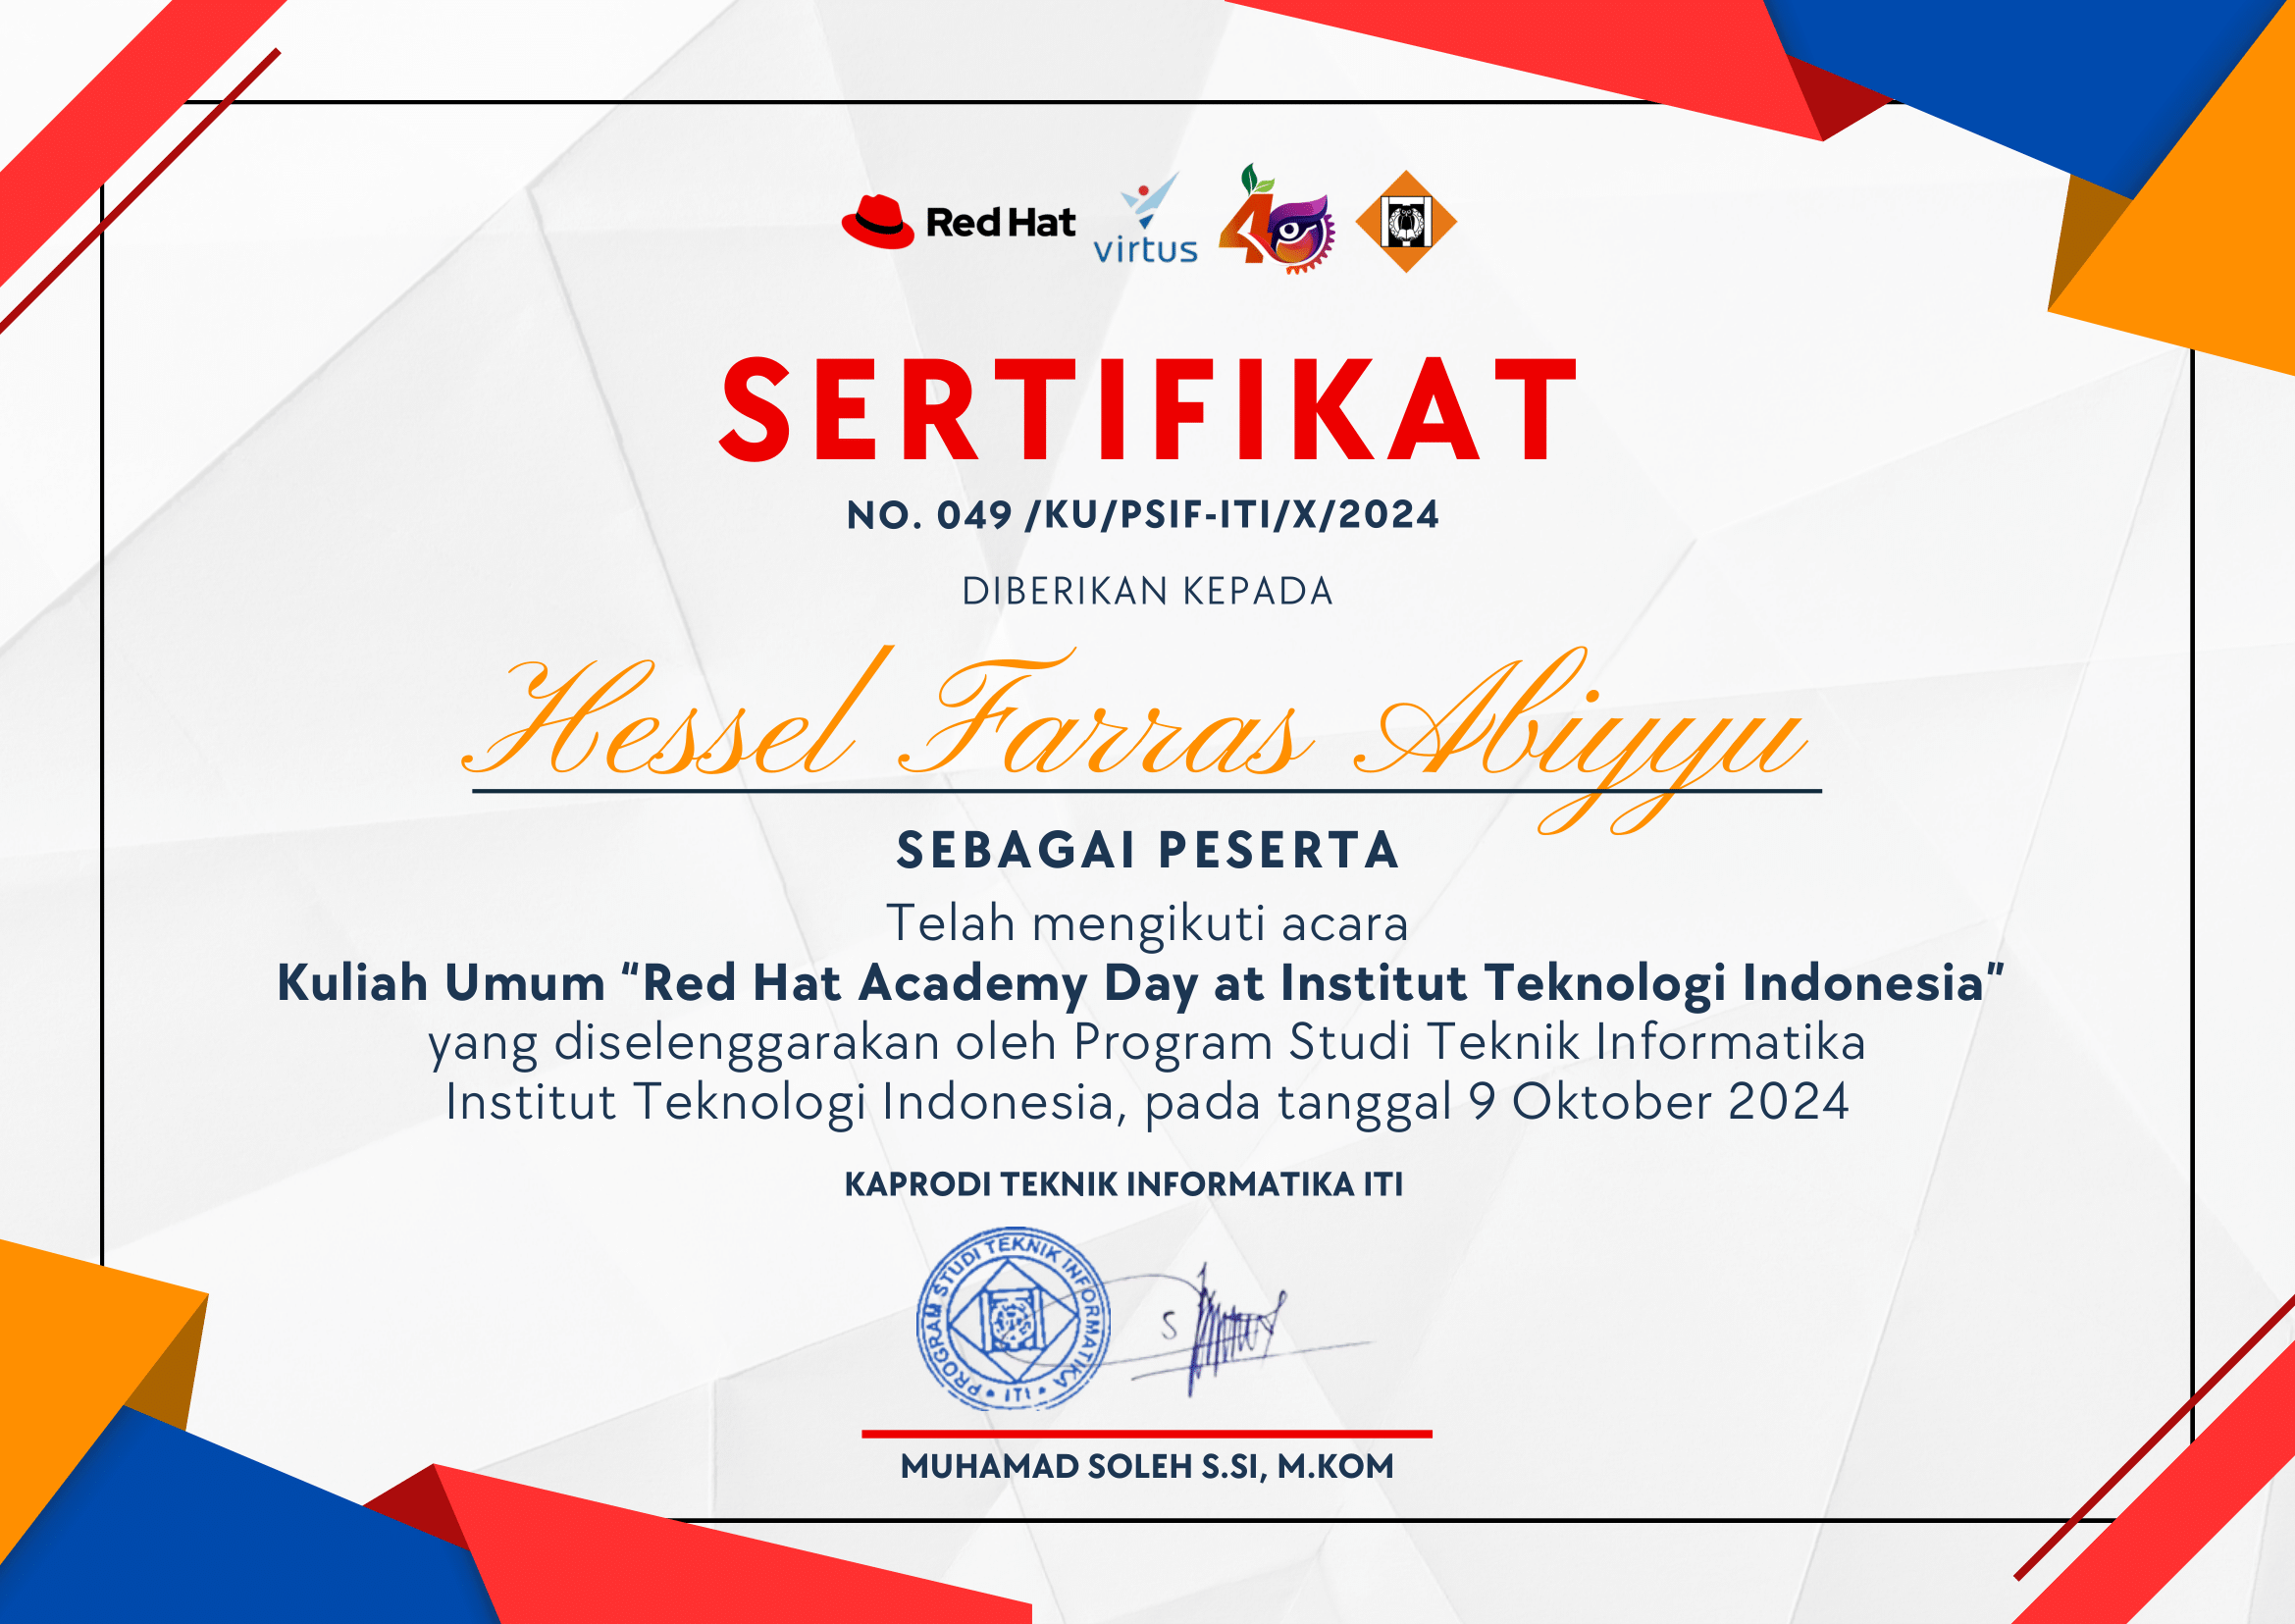 Red Hat
virtus
40
SERTIFIKAT
NO. 049 /KU/PSIF-ITI/X/2024
DIBERIKAN KEPADA
Hessel Farras Abiyyu
SEBAGAI PESERTA
Telah mengikuti acara
Kuliah Umum “Red Hat Academy Day at Institut Teknologi Indonesia”
yang diselenggarakan oleh Program Studi Teknik Informatika
Institut Teknologi Indonesia, pada tanggal 9 Oktober 2024
KAPRODI TEKNIK INFORMATIKA ITI
PROGRAM STUDI TEKNIK INFORMATIKA
• ITI •
MUHAMAD SOLEH S.SI, M.KOM